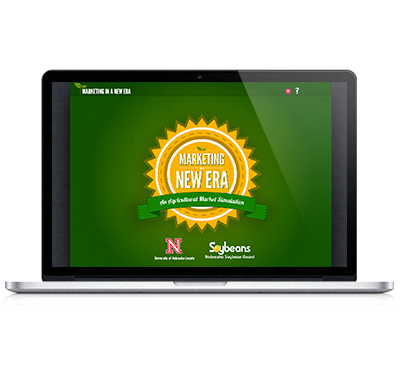 MARKETING IN A NEW ERA
?
MARKETING
IN A
NEW ERA
An Agricultural Market Simulation
N
University of Nebraska-Lincoln
Soybeans
Nebraska Soybean Board